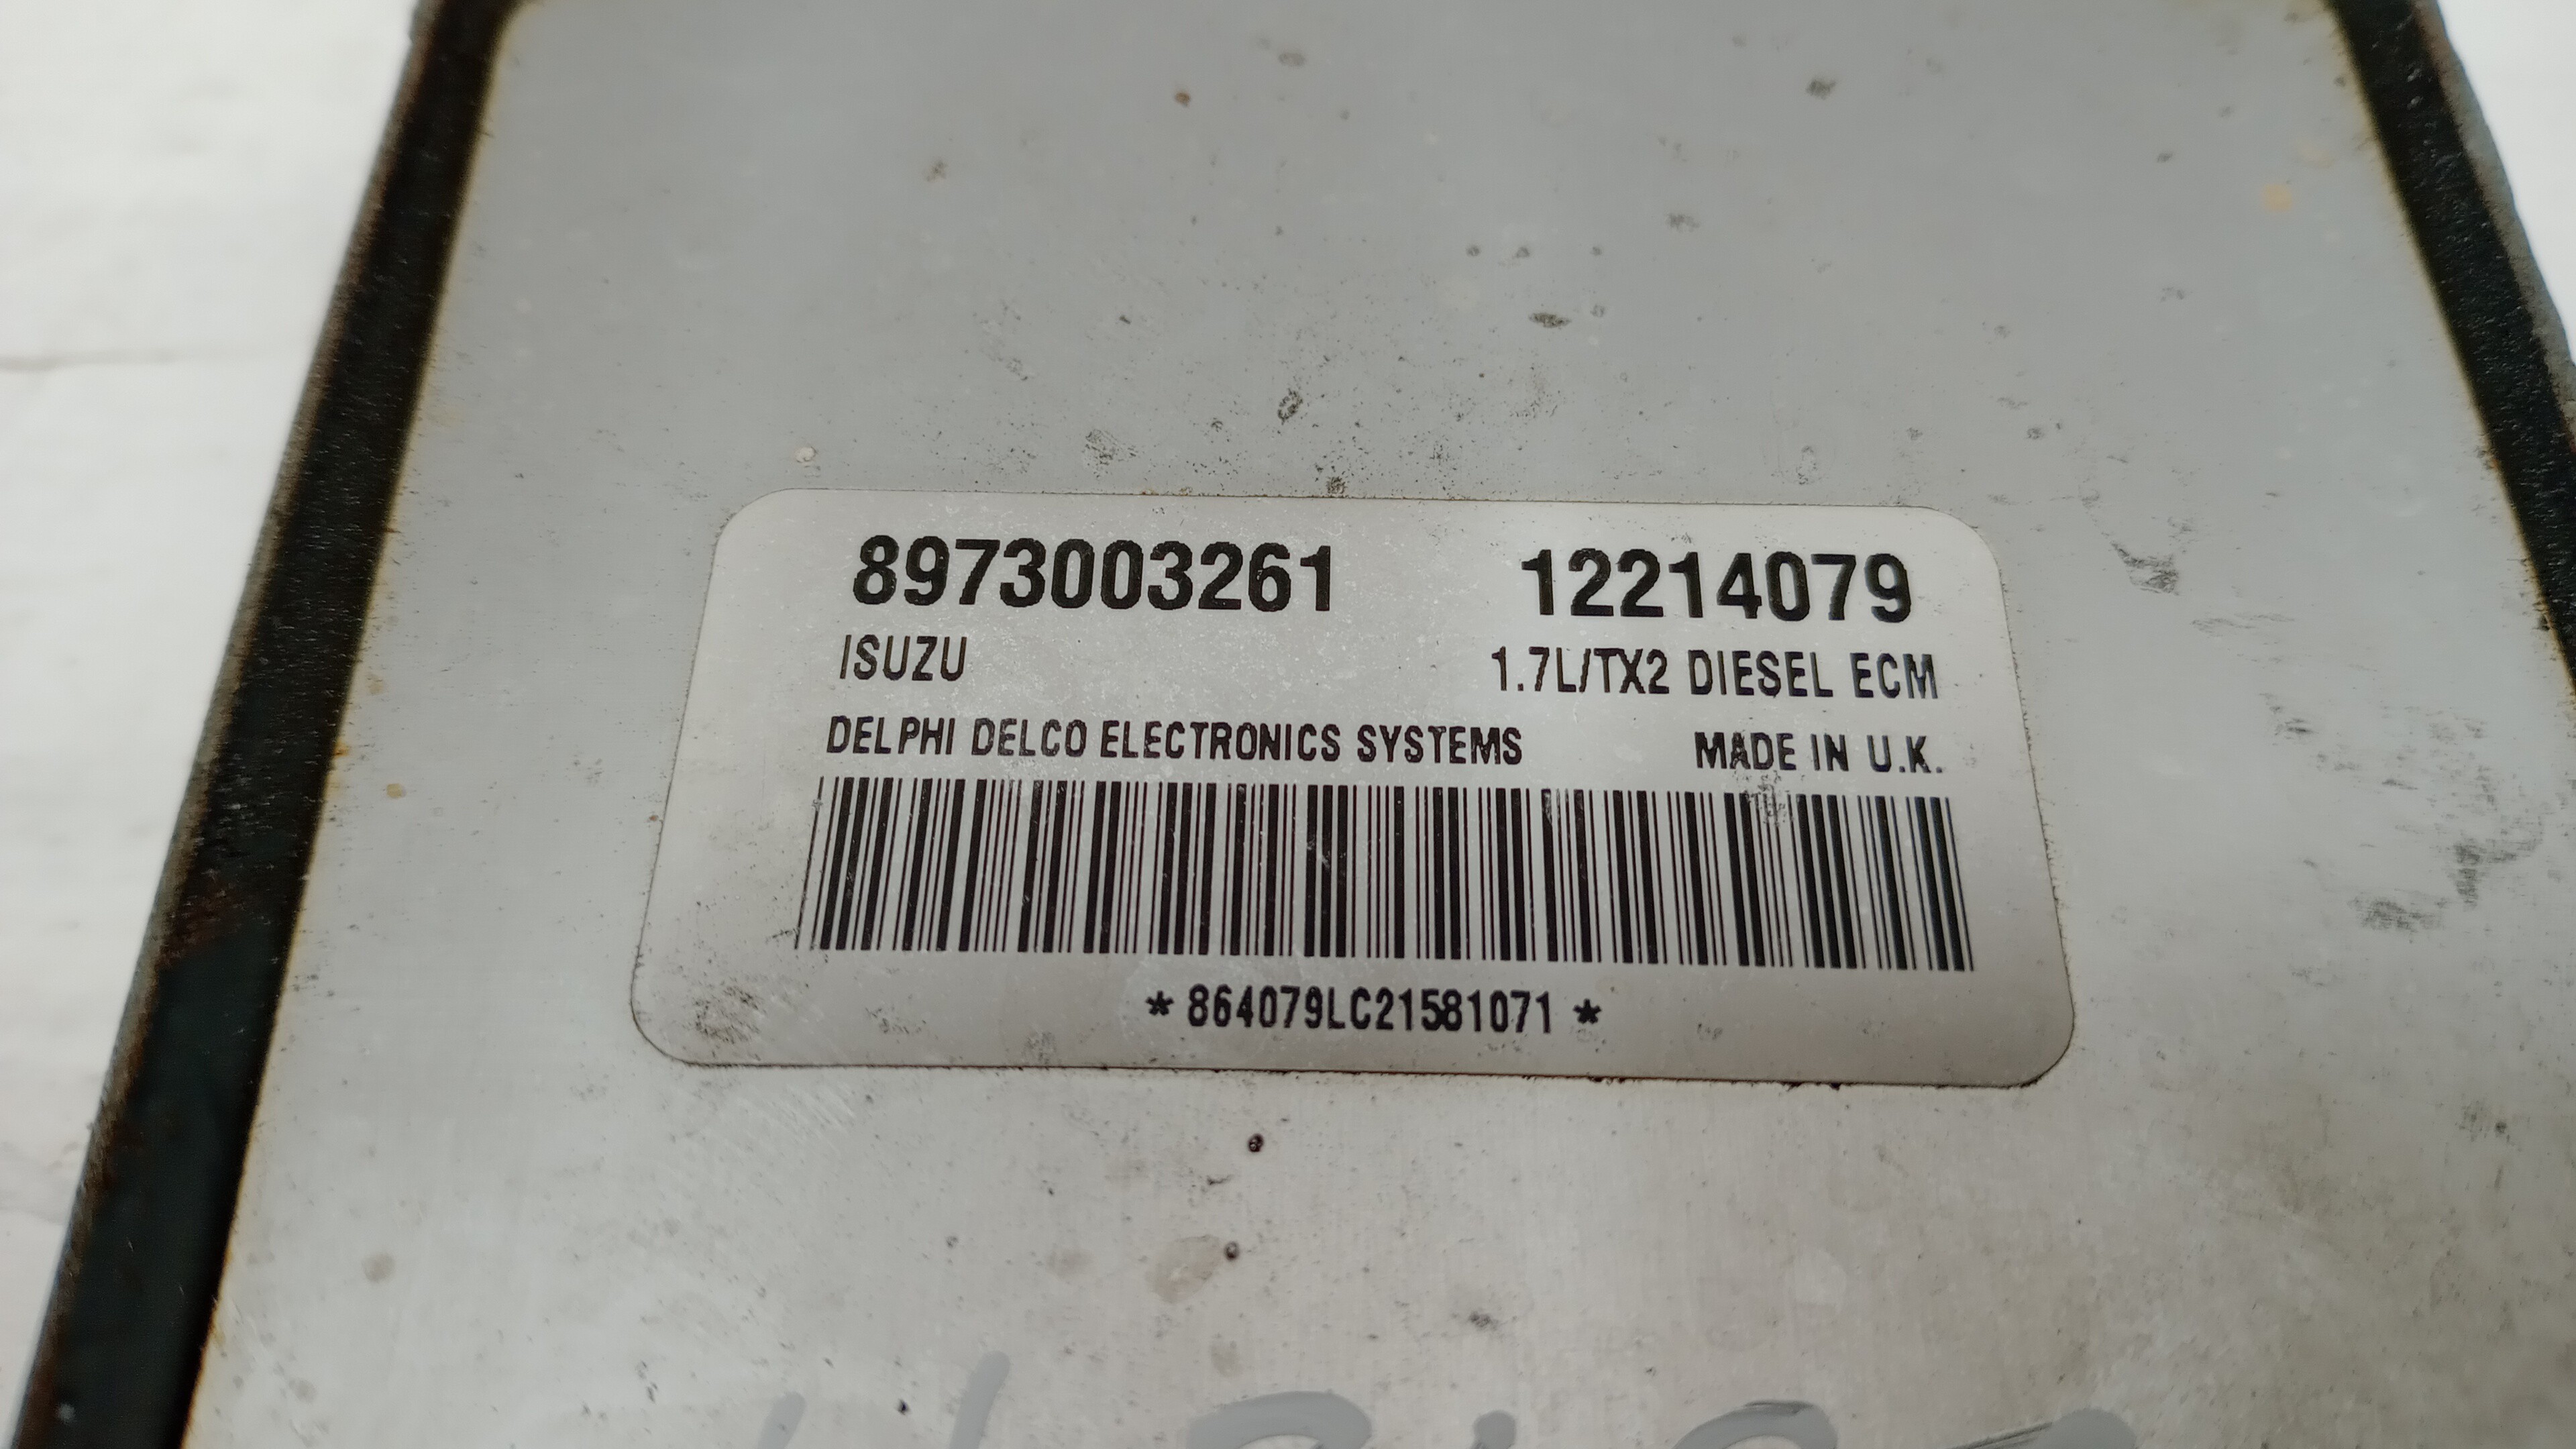 8973003261 12214079
ISUZU 1.7L/TX2 DIESEL ECM
DELPHI DELCO ELECTRONICS SYSTEMS MADE IN U.K.
*864079LC21581071*